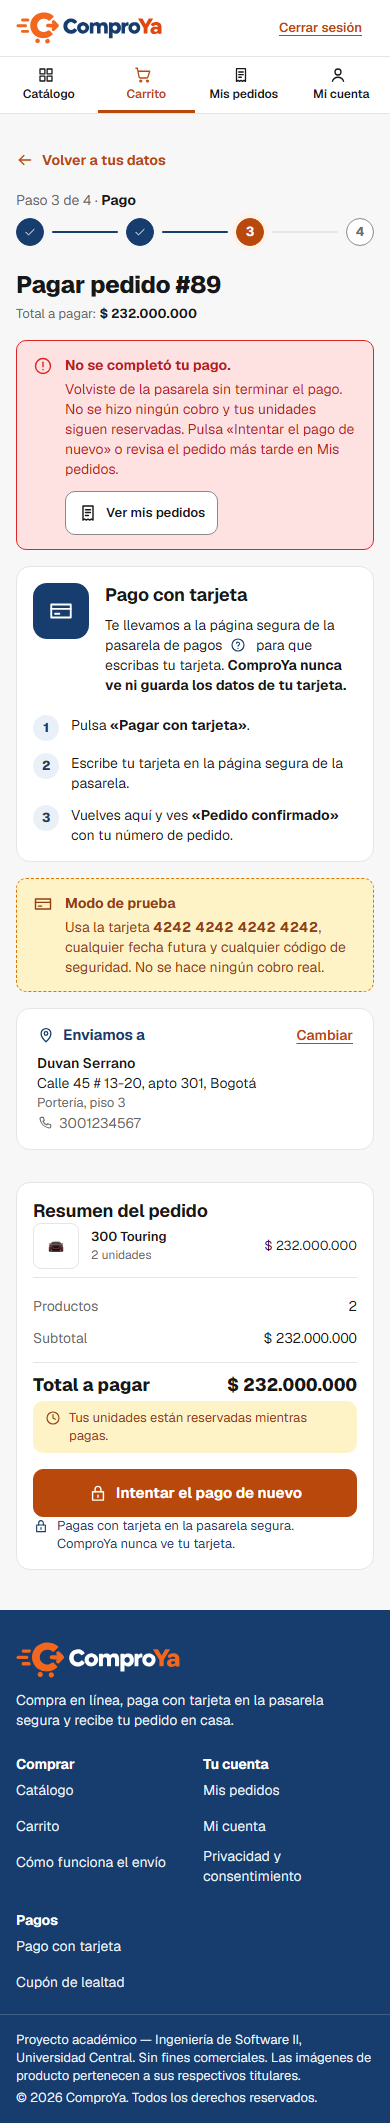 ComproYa
Cerrar sesión
Catálogo
Carrito
Mis pedidos
Mi cuenta
← Volver a tus datos
Paso 3 de 4 · Pago
3
4
Pagar pedido #89
Total a pagar: $ 232.000.000
No se completó tu pago.
Volviste de la pasarela sin terminar el pago.
No se hizo ningún cobro y tus unidades
siguen reservadas. Pulsa «Intentar el pago de
nuevo» o revisa el pedido más tarde en Mis
pedidos.
Ver mis pedidos
Pago con tarjeta
Te llevamos a la página segura de la
pasarela de pagos ? para que
escribas tu tarjeta. ComproYa nunca
ve ni guarda los datos de tu tarjeta.
1 Pulsa «Pagar con tarjeta».
2 Escribe tu tarjeta en la página segura de la
pasarela.
3 Vuelves aquí y ves «Pedido confirmado»
con tu número de pedido.
Modo de prueba
Usa la tarjeta 4242 4242 4242 4242,
cualquier fecha futura y cualquier código de
seguridad. No se hace ningún cobro real.
Enviamos a
Cambiar
Duvan Serrano
Calle 45 # 13-20, apto 301, Bogotá
Portería, piso 3
3001234567
Resumen del pedido
300 Touring
2 unidades
$ 232.000.000
Productos 2
Subtotal $ 232.000.000
Total a pagar $ 232.000.000
Tus unidades están reservadas mientras
pagas.
Intentar el pago de nuevo
Pagas con tarjeta en la pasarela segura.
ComproYa nunca ve tu tarjeta.
ComproYa
Compra en línea, paga con tarjeta en la pasarela
segura y recibe tu pedido en casa.
Comprar
Catálogo
Carrito
Cómo funciona el envío
Tu cuenta
Mis pedidos
Mi cuenta
Privacidad y
consentimiento
Pagos
Pago con tarjeta
Cupón de lealtad
Proyecto académico — Ingeniería de Software II,
Universidad Central. Sin fines comerciales. Las imágenes de
producto pertenecen a sus respectivos titulares.
© 2026 ComproYa. Todos los derechos reservados.